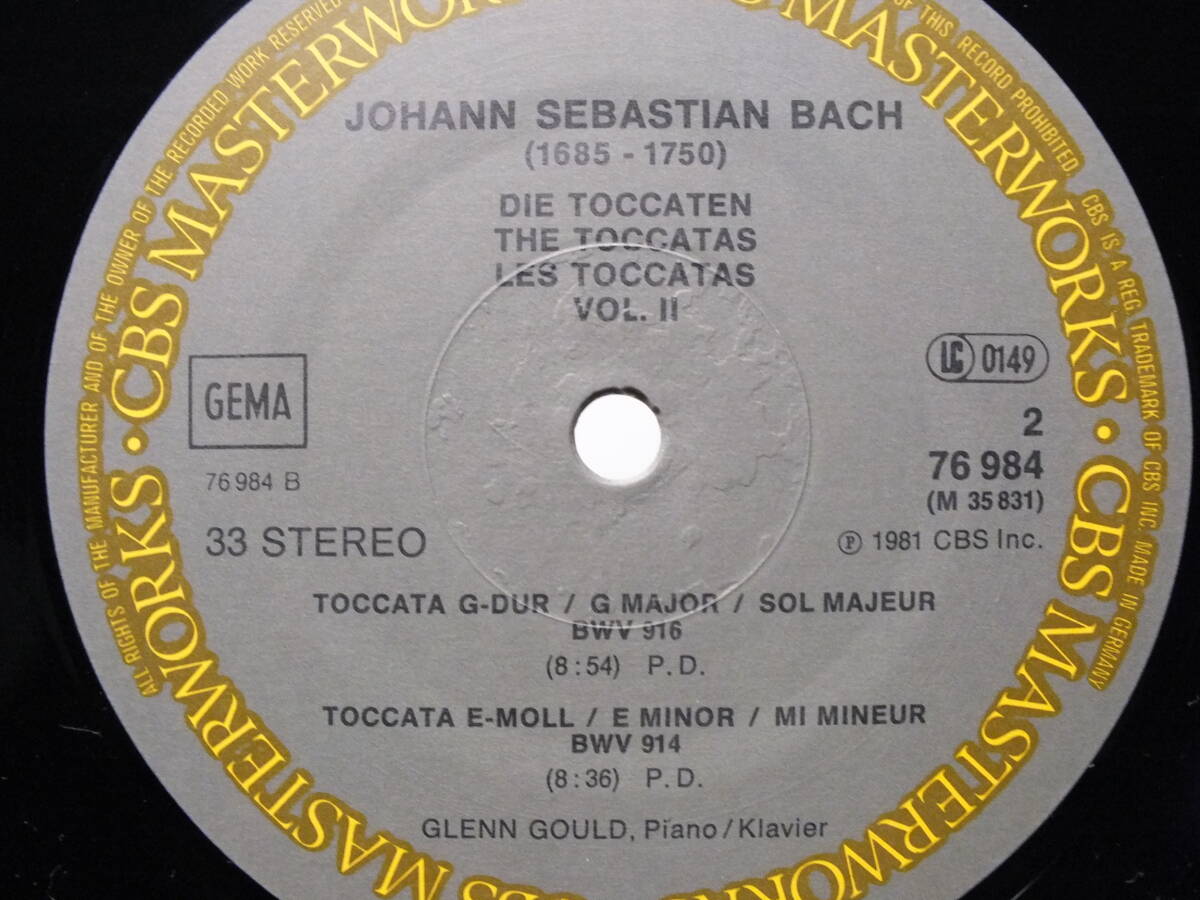 JOHANN SEBASTIAN BACH
(1685 - 1750)
DIE TOCCATEN
THE TOCCATAS
LES TOCCATAS
VOL. II
GEMA
LC 0149
2
76 984 B
76 984
(M 35 831)
33 STEREO
℗ 1981 CBS Inc.
TOCCATA G-DUR / G MAJOR / SOL MAJEUR
BWV 916
(8:54) P.D.
TOCCATA E-MOLL / E MINOR / MI MINEUR
BWV 914
(8:36) P.D.
GLENN GOULD, Piano/Klavier
ALL RIGHTS OF THE MANUFACTURER AND OF THE OWNER OF THE RECORDED WORK RESERVED
OF THIS RECORD PROHIBITED. CBS IS A REG. TRADEMARK OF CBS INC. MADE IN GERMANY
· CBS MASTERWORKS
MASTERWORKS · CBS MASTERWORKS
CBS MASTERWORKS